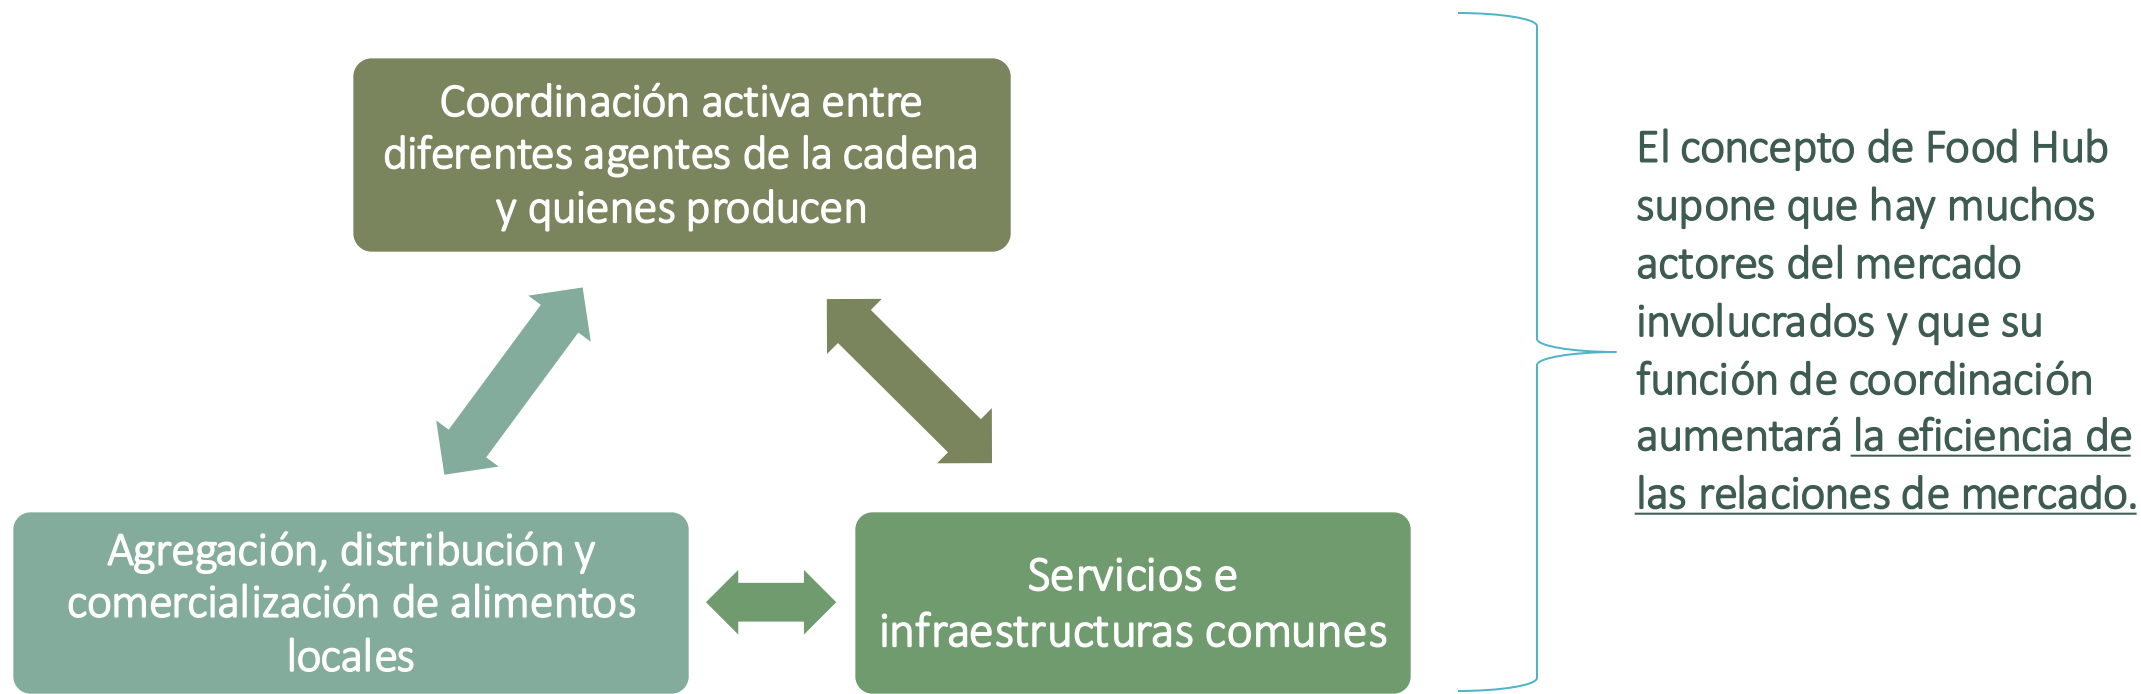 Coordinación activa entre
diferentes agentes de la cadena
y quienes producen
Agregación, distribución y
comercialización de alimentos
locales
Servicios e
infraestructuras comunes
El concepto de Food Hub
supone que hay muchos
actores del mercado
involucrados y que su
función de coordinación
aumentará la eficiencia de
las relaciones de mercado.